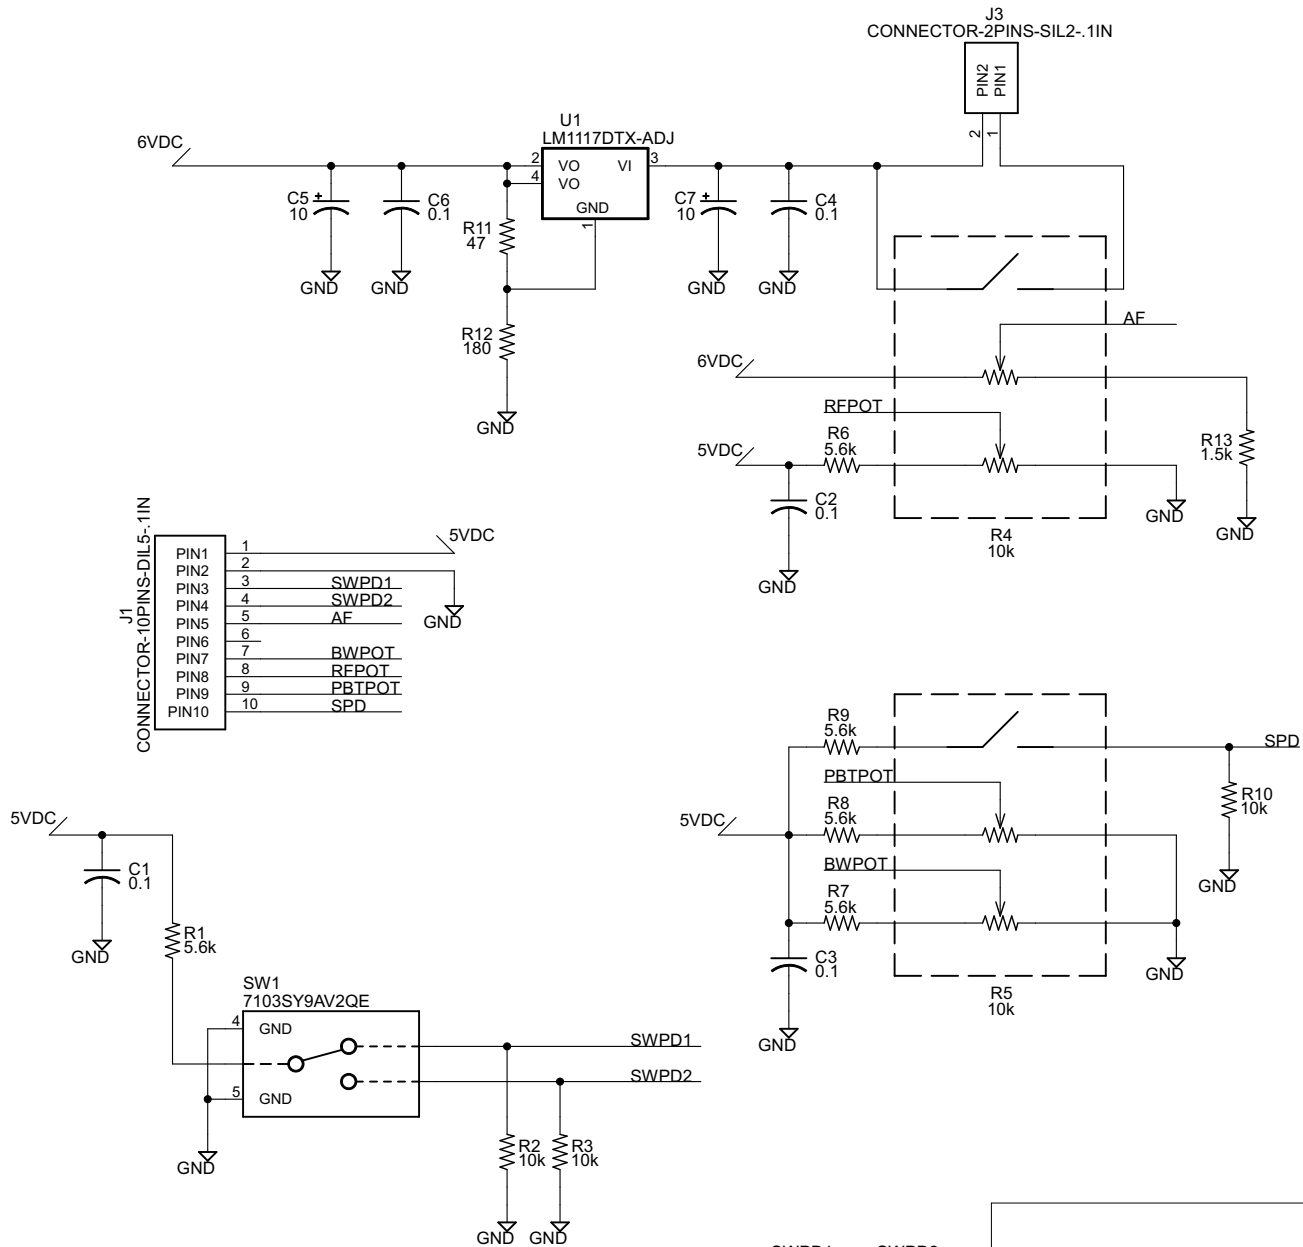 J3
CONNECTOR-2PINS-SIL2-.1IN
PIN2
PIN1
2
1
6VDC
U1
LM1117DTX-ADJ
2 VO VI 3
4 VO
GND
1
C5 +
10
C6
0.1
R11
47
C7 +
10
C4
0.1
GND
GND
GND
GND
R12
180
GND
AF
6VDC
RFPOT
R6
5.6k
5VDC
C2
0.1
R13
1.5k
GND
GND
GND
R4
10k
J1
CONNECTOR-10PINS-DIL5-.1IN
PIN1 1 5VDC
PIN2 2
PIN3 3 SWPD1
PIN4 4 SWPD2
PIN5 5 AF
PIN6 6
PIN7 7 BWPOT
PIN8 8 RFPOT
PIN9 9 PBTPOT
PIN10 10 SPD
GND
R9
5.6k
SPD
PBTPOT
R8
5.6k
5VDC
R10
10k
BWPOT
R7
5.6k
C3
0.1
GND
GND
GND
R5
10k
5VDC
C1
0.1
GND
R1
5.6k
SW1
7103SY9AV2QE
4 GND
5 GND
SWPD1
SWPD2
GND
R2
10k
R3
10k
GND
GND